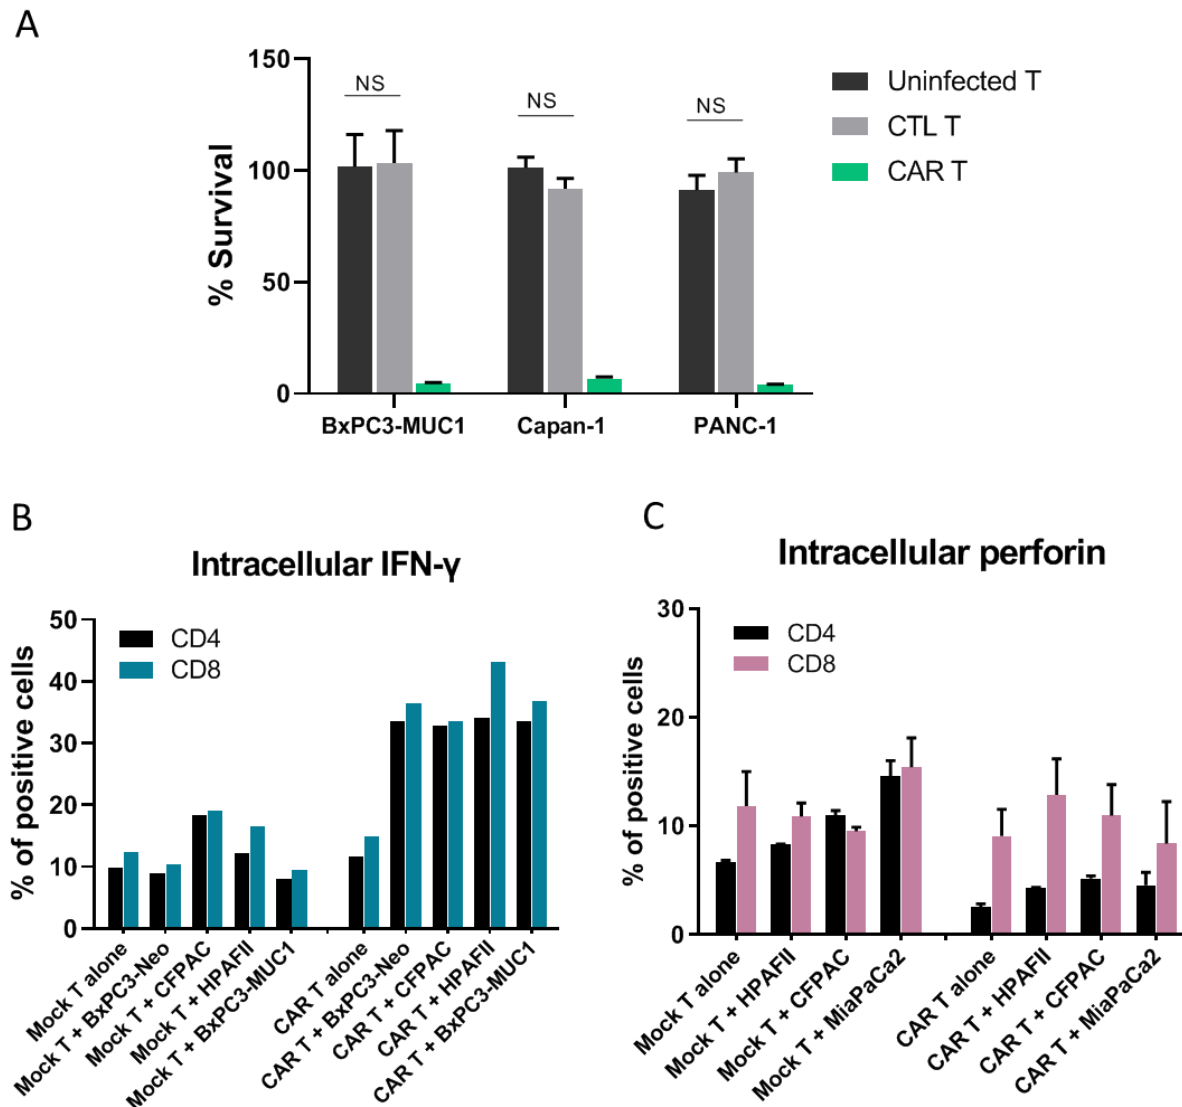 A
% Survival
150
100
50
0
NS
NS
NS
Uninfected T
CTL T
CAR T
BxPC3-MUC1
Capan-1
PANC-1
B
Intracellular IFN-γ
% of positive cells
50
40
30
20
10
0
CD4
CD8
Mock T alone
Mock T + BxPC3-Neo
Mock T + CFPAC
Mock T + HPAFII
Mock T + BxPC3-MUC1
CAR T alone
CAR T + BxPC3-Neo
CAR T + CFPAC
CAR T + HPAFII
CAR T + BxPC3-MUC1
C
Intracellular perforin
% of positive cells
30
20
10
0
CD4
CD8
Mock T alone
Mock T + HPAFII
Mock T + CFPAC
Mock T + MiaPaCa2
CAR T alone
CAR T + HPAFII
CAR T + CFPAC
CAR T + MiaPaCa2